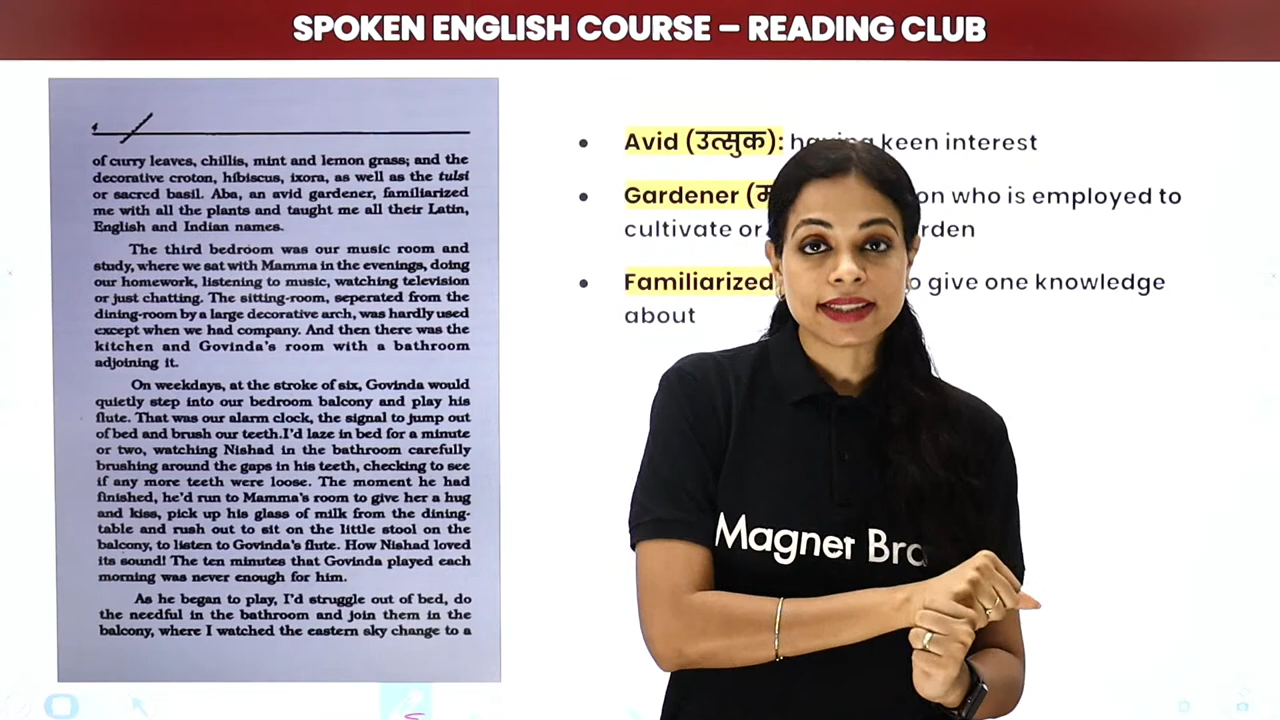 SPOKEN ENGLISH COURSE – READING CLUB
4
of curry leaves, chillis, mint and lemon grass; and the
decorative croton, hibiscus, ixora, as well as the tulsi
or sacred basil. Aba, an avid gardener, familiarized
me with all the plants and taught me all their Latin,
English and Indian names.
The third bedroom was our music room and
study, where we sat with Mamma in the evenings, doing
our homework, listening to music, watching television
or just chatting. The sitting-room, seperated from the
dining-room by a large decorative arch, was hardly used
except when we had company. And then there was the
kitchen and Govinda's room with a bathroom
adjoining it.
On weekdays, at the stroke of six, Govinda would
quietly step into our bedroom balcony and play his
flute. That was our alarm clock, the signal to jump out
of bed and brush our teeth.I'd laze in bed for a minute
or two, watching Nishad in the bathroom carefully
brushing around the gaps in his teeth, checking to see
if any more teeth were loose. The moment he had
finished, he'd run to Mamma's room to give her a hug
and kiss, pick up his glass of milk from the dining-
table and rush out to sit on the little stool on the
balcony, to listen to Govinda's flute. How Nishad loved
its sound! The ten minutes that Govinda played each
morning was never enough for him.
As he began to play, I'd struggle out of bed, do
the needful in the bathroom and join them in the
balcony, where I watched the eastern sky change to a
• Avid (उत्सुक): having keen interest
• Gardener on who is employed to
cultivate or rden
• Familiarized o give one knowledge
about
Magnet Bra